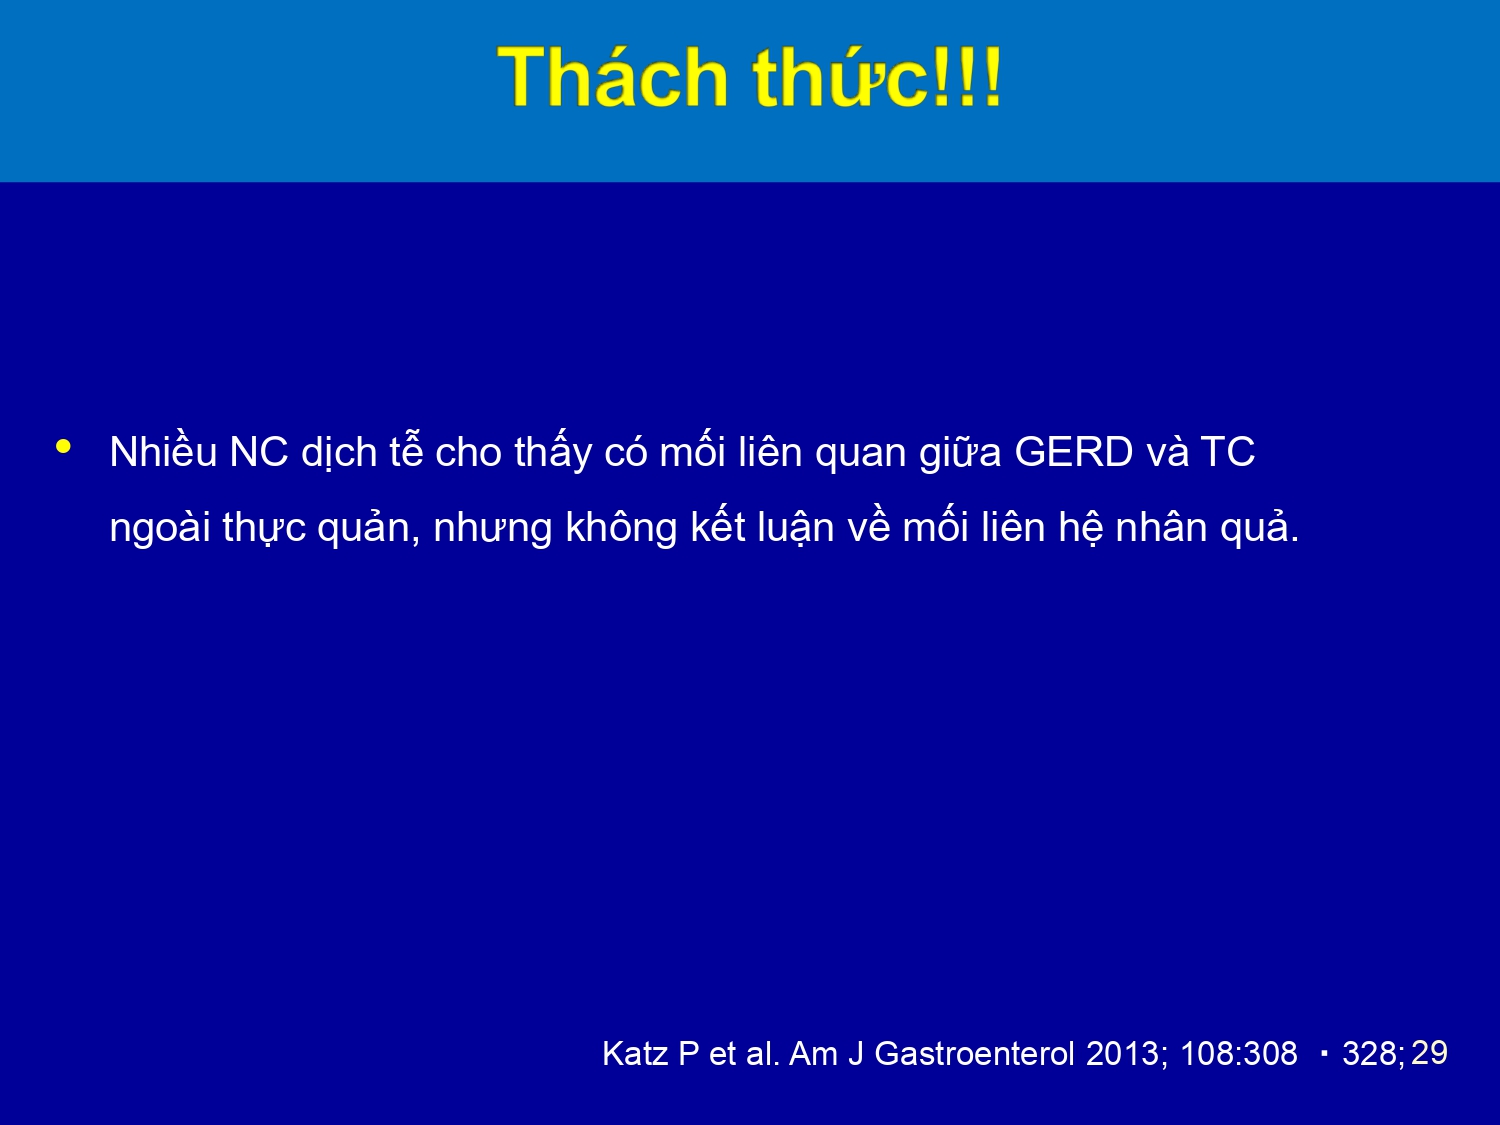 Thách thức!!!
• Nhiều NC dịch tễ cho thấy có mối liên quan giữa GERD và TC
ngoài thực quản, nhưng không kết luận về mối liên hệ nhân quả.
Katz P et al. Am J Gastroenterol 2013; 108:308 ▪ 328; 29